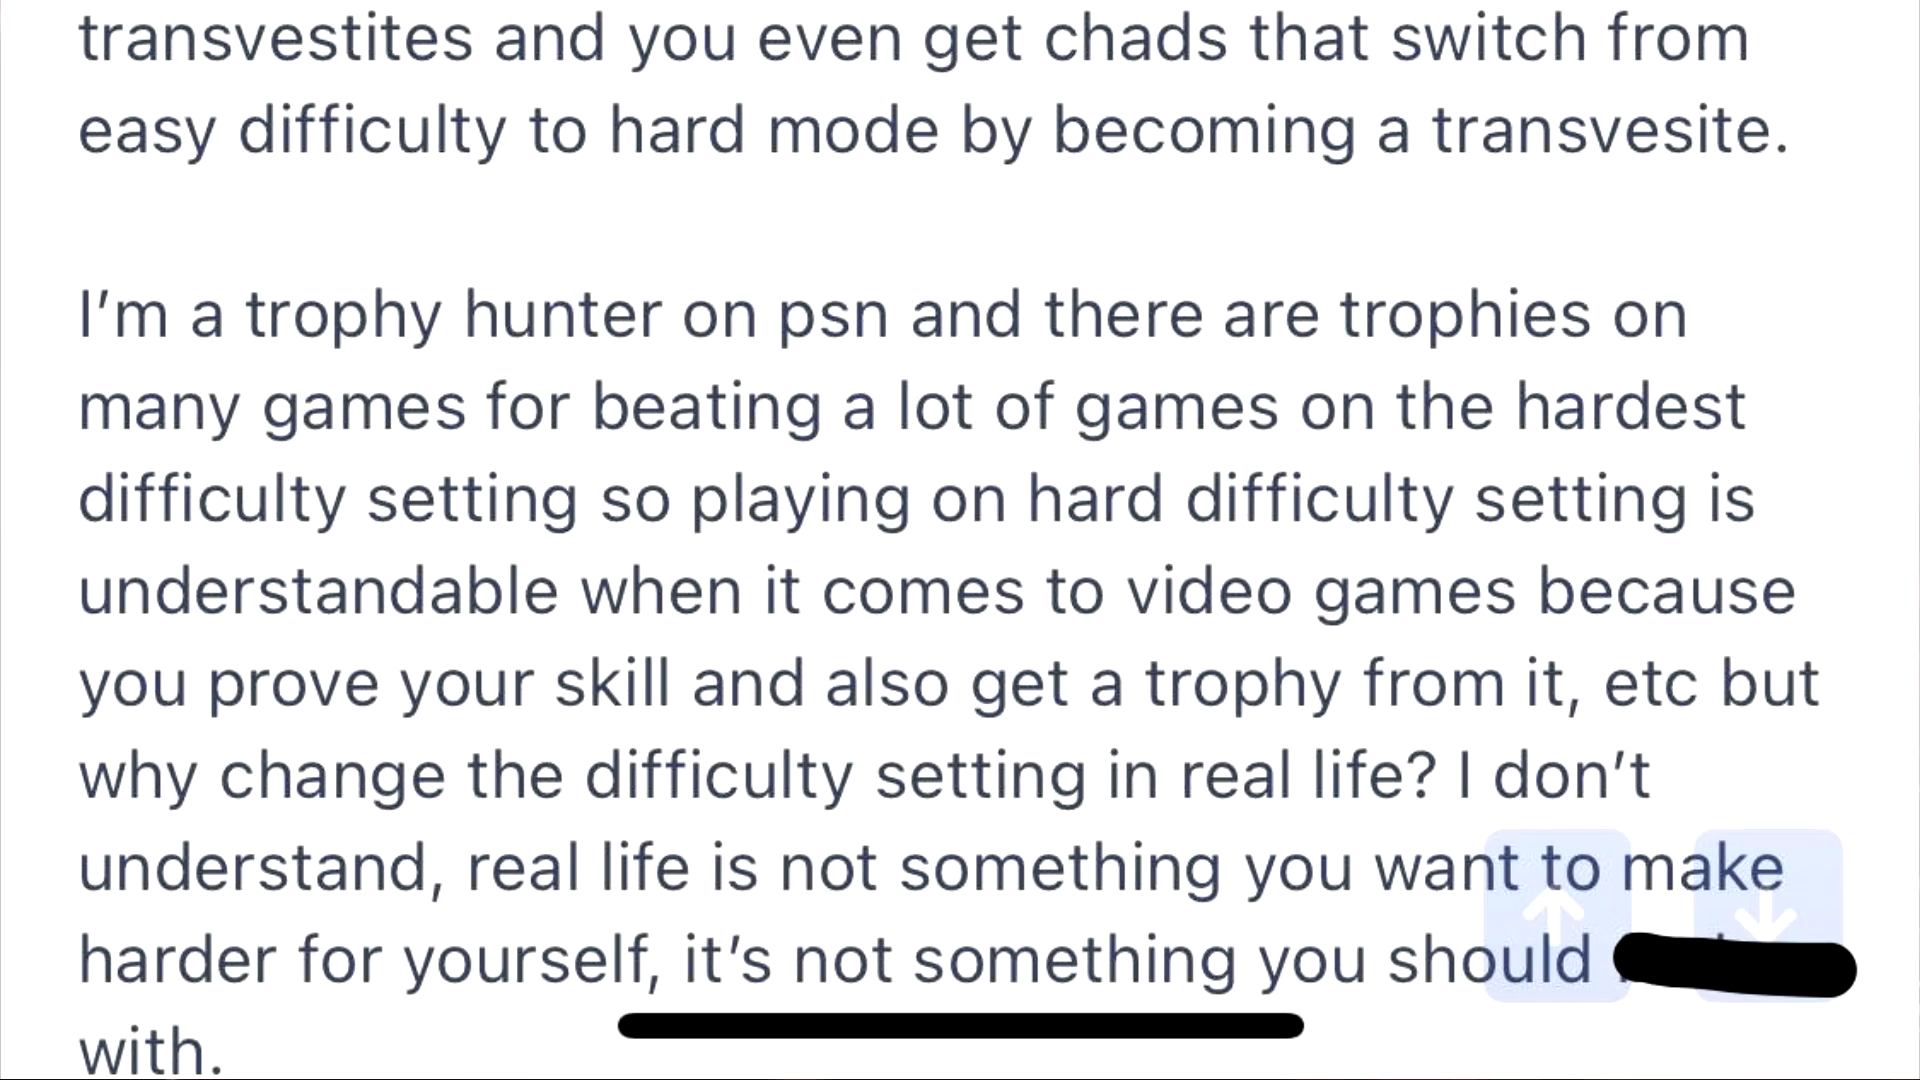 transvestites and you even get chads that switch from
easy difficulty to hard mode by becoming a transvesite.
I’m a trophy hunter on psn and there are trophies on
many games for beating a lot of games on the hardest
difficulty setting so playing on hard difficulty setting is
understandable when it comes to video games because
you prove your skill and also get a trophy from it, etc but
why change the difficulty setting in real life? I don’t
understand, real life is not something you want to make
harder for yourself, it’s not something you should
with.